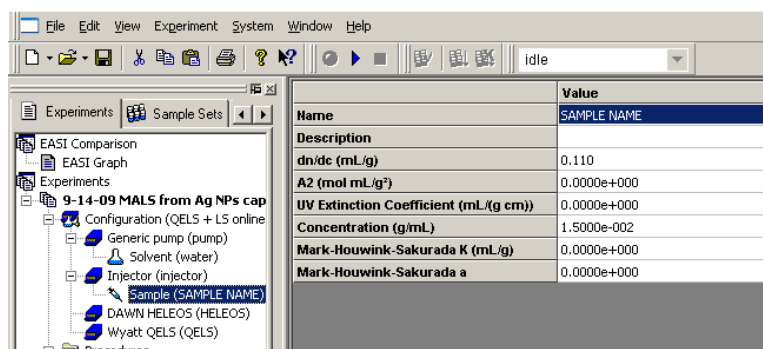 File Edit View Experiment System Window Help
idle
Experiments Sample Sets
EASI Comparison
EASI Graph
Experiments
9-14-09 MALS from Ag NPs cap
Configuration (QELS + LS online
Generic pump (pump)
Solvent (water)
Injector (injector)
Sample (SAMPLE NAME)
DAWN HELEOS (HELEOS)
Wyatt QELS (QELS)
Value
Name SAMPLE NAME
Description
dn/dc (mL/g) 0.110
A2 (mol mL/g²) 0.0000e+000
UV Extinction Coefficient (mL/(g cm)) 0.0000e+000
Concentration (g/mL) 1.5000e-002
Mark-Houwink-Sakurada K (mL/g) 0.0000e+000
Mark-Houwink-Sakurada a 0.0000e+000